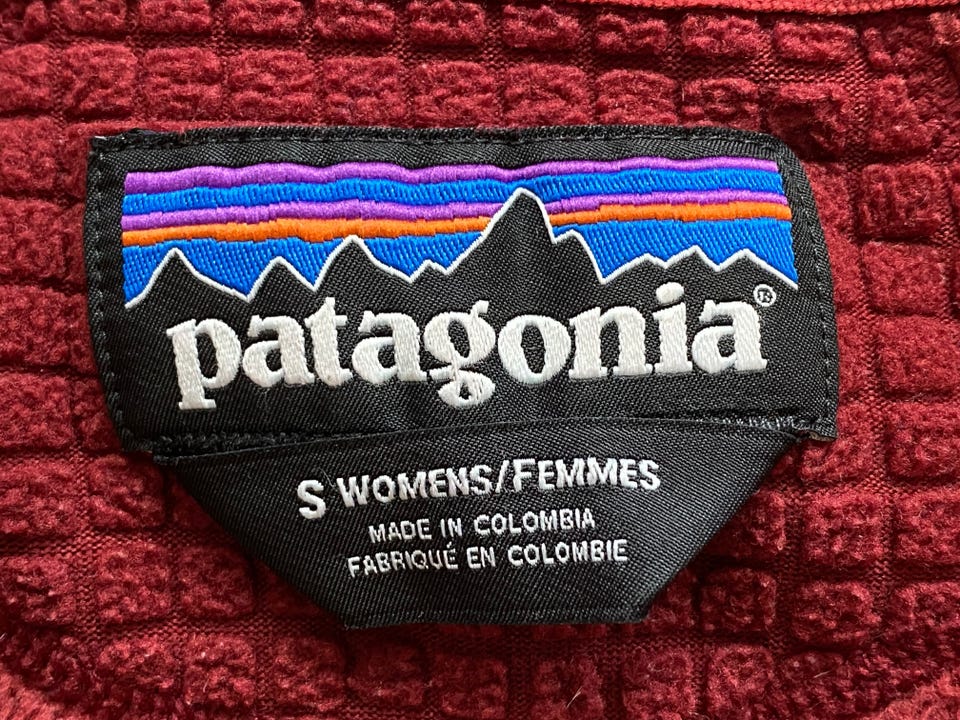 patagonia®
S WOMENS/FEMMES
MADE IN COLOMBIA
FABRIQUÉ EN COLOMBIE